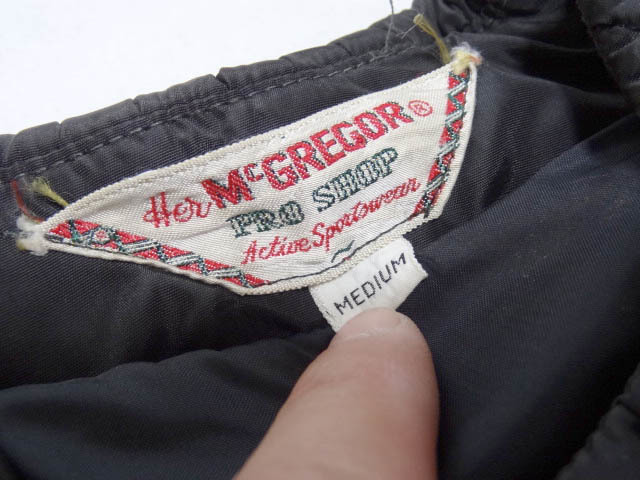 Her McGREGOR®
PRO SHOP
Active Sportswear
MEDIUM